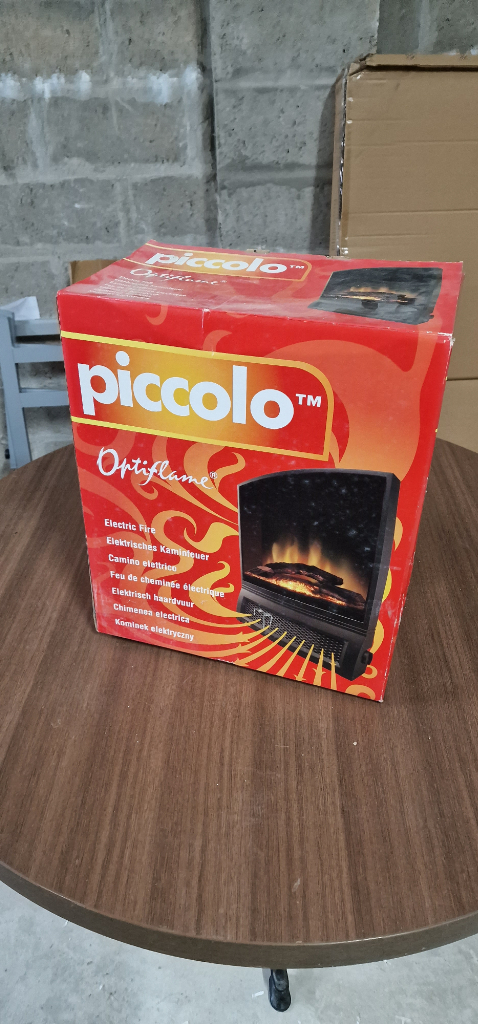 piccolo™
Optiflame®
piccolo™
Optiflame®
Electric Fire
Elektrisches Kaminfeuer
Camino elettrico
Feu de cheminée électrique
Elektrisch haardvuur
Chimenea electrica
Kominek elektryczny